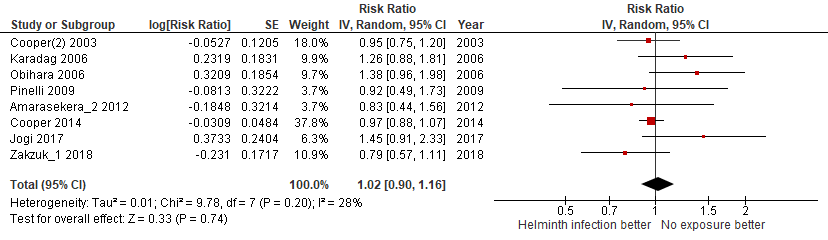 Risk Ratio Risk Ratio
Study or Subgroup log[Risk Ratio] SE Weight IV, Random, 95% CI Year IV, Random, 95% CI
Cooper(2) 2003 -0.0527 0.1205 18.0% 0.95 [0.75, 1.20] 2003
Karadag 2006 0.2319 0.1831 9.9% 1.26 [0.88, 1.81] 2006
Obihara 2006 0.3209 0.1854 9.7% 1.38 [0.96, 1.98] 2006
Pinelli 2009 -0.0813 0.3222 3.7% 0.92 [0.49, 1.73] 2009
Amarasekera_2 2012 -0.1848 0.3214 3.7% 0.83 [0.44, 1.56] 2012
Cooper 2014 -0.0309 0.0484 37.8% 0.97 [0.88, 1.07] 2014
Jogi 2017 0.3733 0.2404 6.3% 1.45 [0.91, 2.33] 2017
Zakzuk_1 2018 -0.231 0.1717 10.9% 0.79 [0.57, 1.11] 2018
Total (95% CI) 100.0% 1.02 [0.90, 1.16]
Heterogeneity: Tau² = 0.01; Chi² = 9.78, df = 7 (P = 0.20); I² = 28%
Test for overall effect: Z = 0.33 (P = 0.74)
0.5 0.7 1 1.5 2
Helminth infection better No exposure better